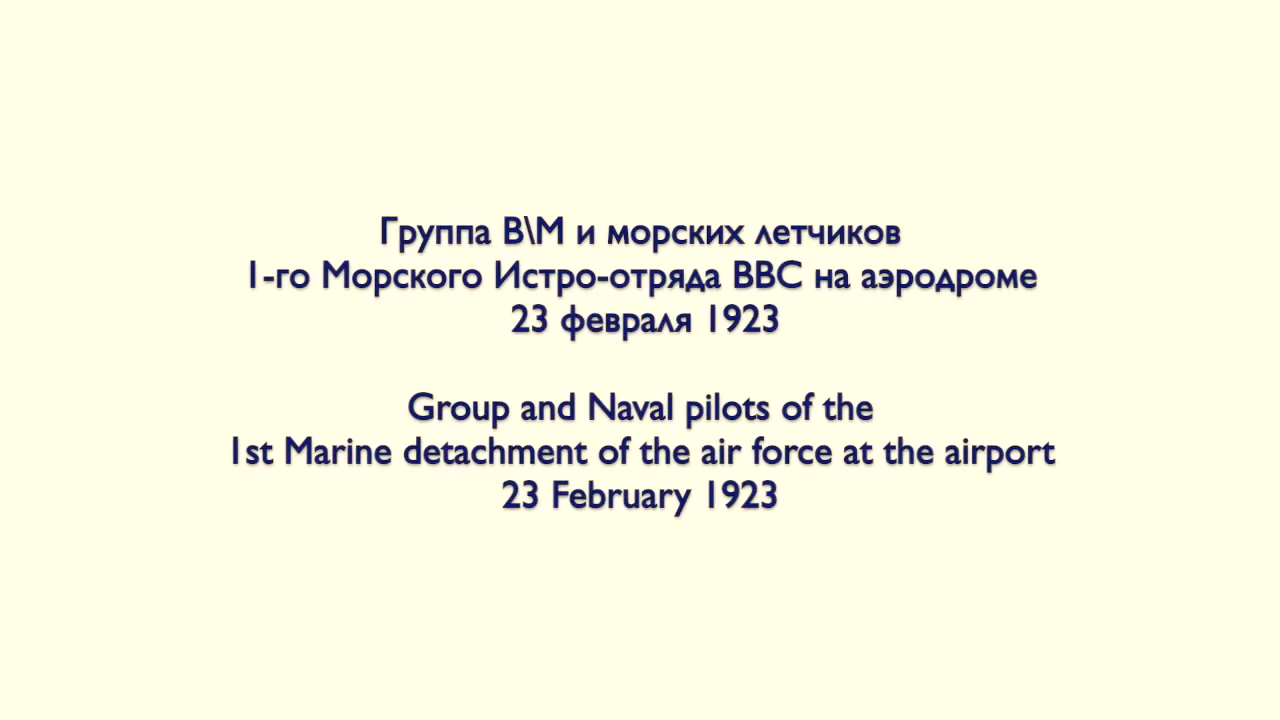 Группа В\М и морских летчиков
1-го Морского Истро-отряда ВВС на аэродроме
23 февраля 1923
Group and Naval pilots of the
1st Marine detachment of the air force at the airport
23 February 1923